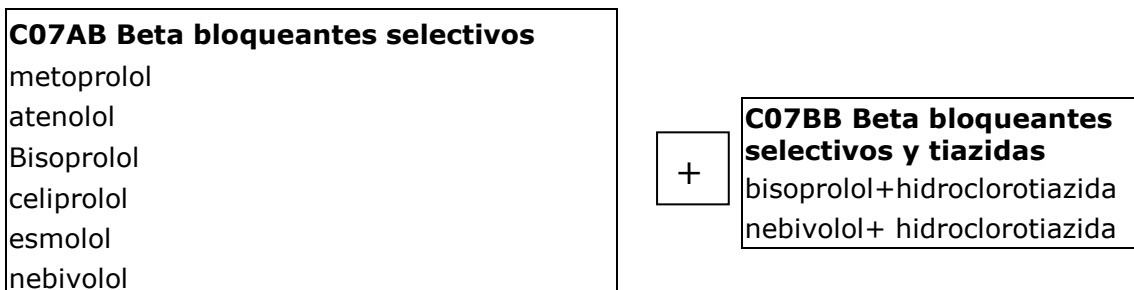 C07AB Beta bloqueantes selectivos
metoprolol
atenolol
Bisoprolol
celiprolol
esmolol
nebivolol
+
C07BB Beta bloqueantes
selectivos y tiazidas
bisoprolol+hidroclorotiazida
nebivolol+ hidroclorotiazida